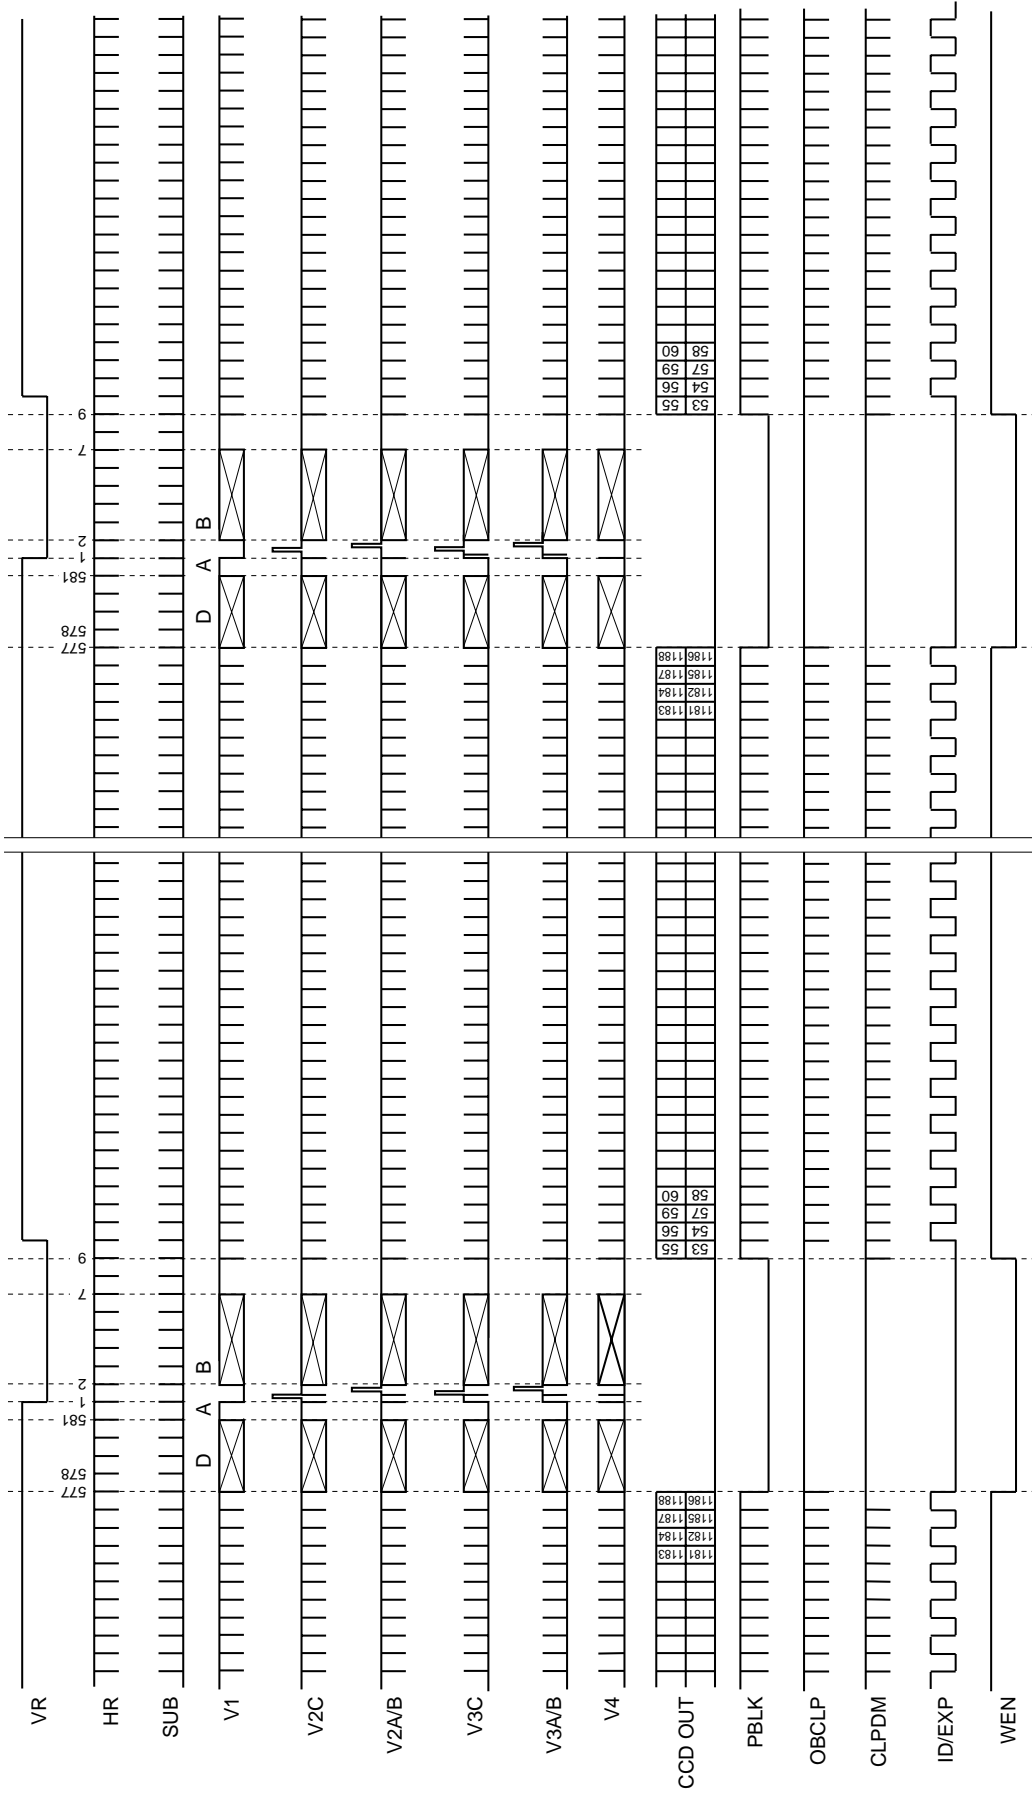 VR
577 578 581 1 2 7 9 577 578 581 1 2 7 9
HR
SUB
D A B D A B
V1
V2C
V2A/B
V3C
V3A/B
V4
1183 1184 1187 1188 55 56 59 60 1183 1184 1187 1188 55 56 59 60
CCD OUT
1181 1182 1185 1186 53 54 57 58 1181 1182 1185 1186 53 54 57 58
PBLK
OBCLP
CLPDM
ID/EXP
WEN